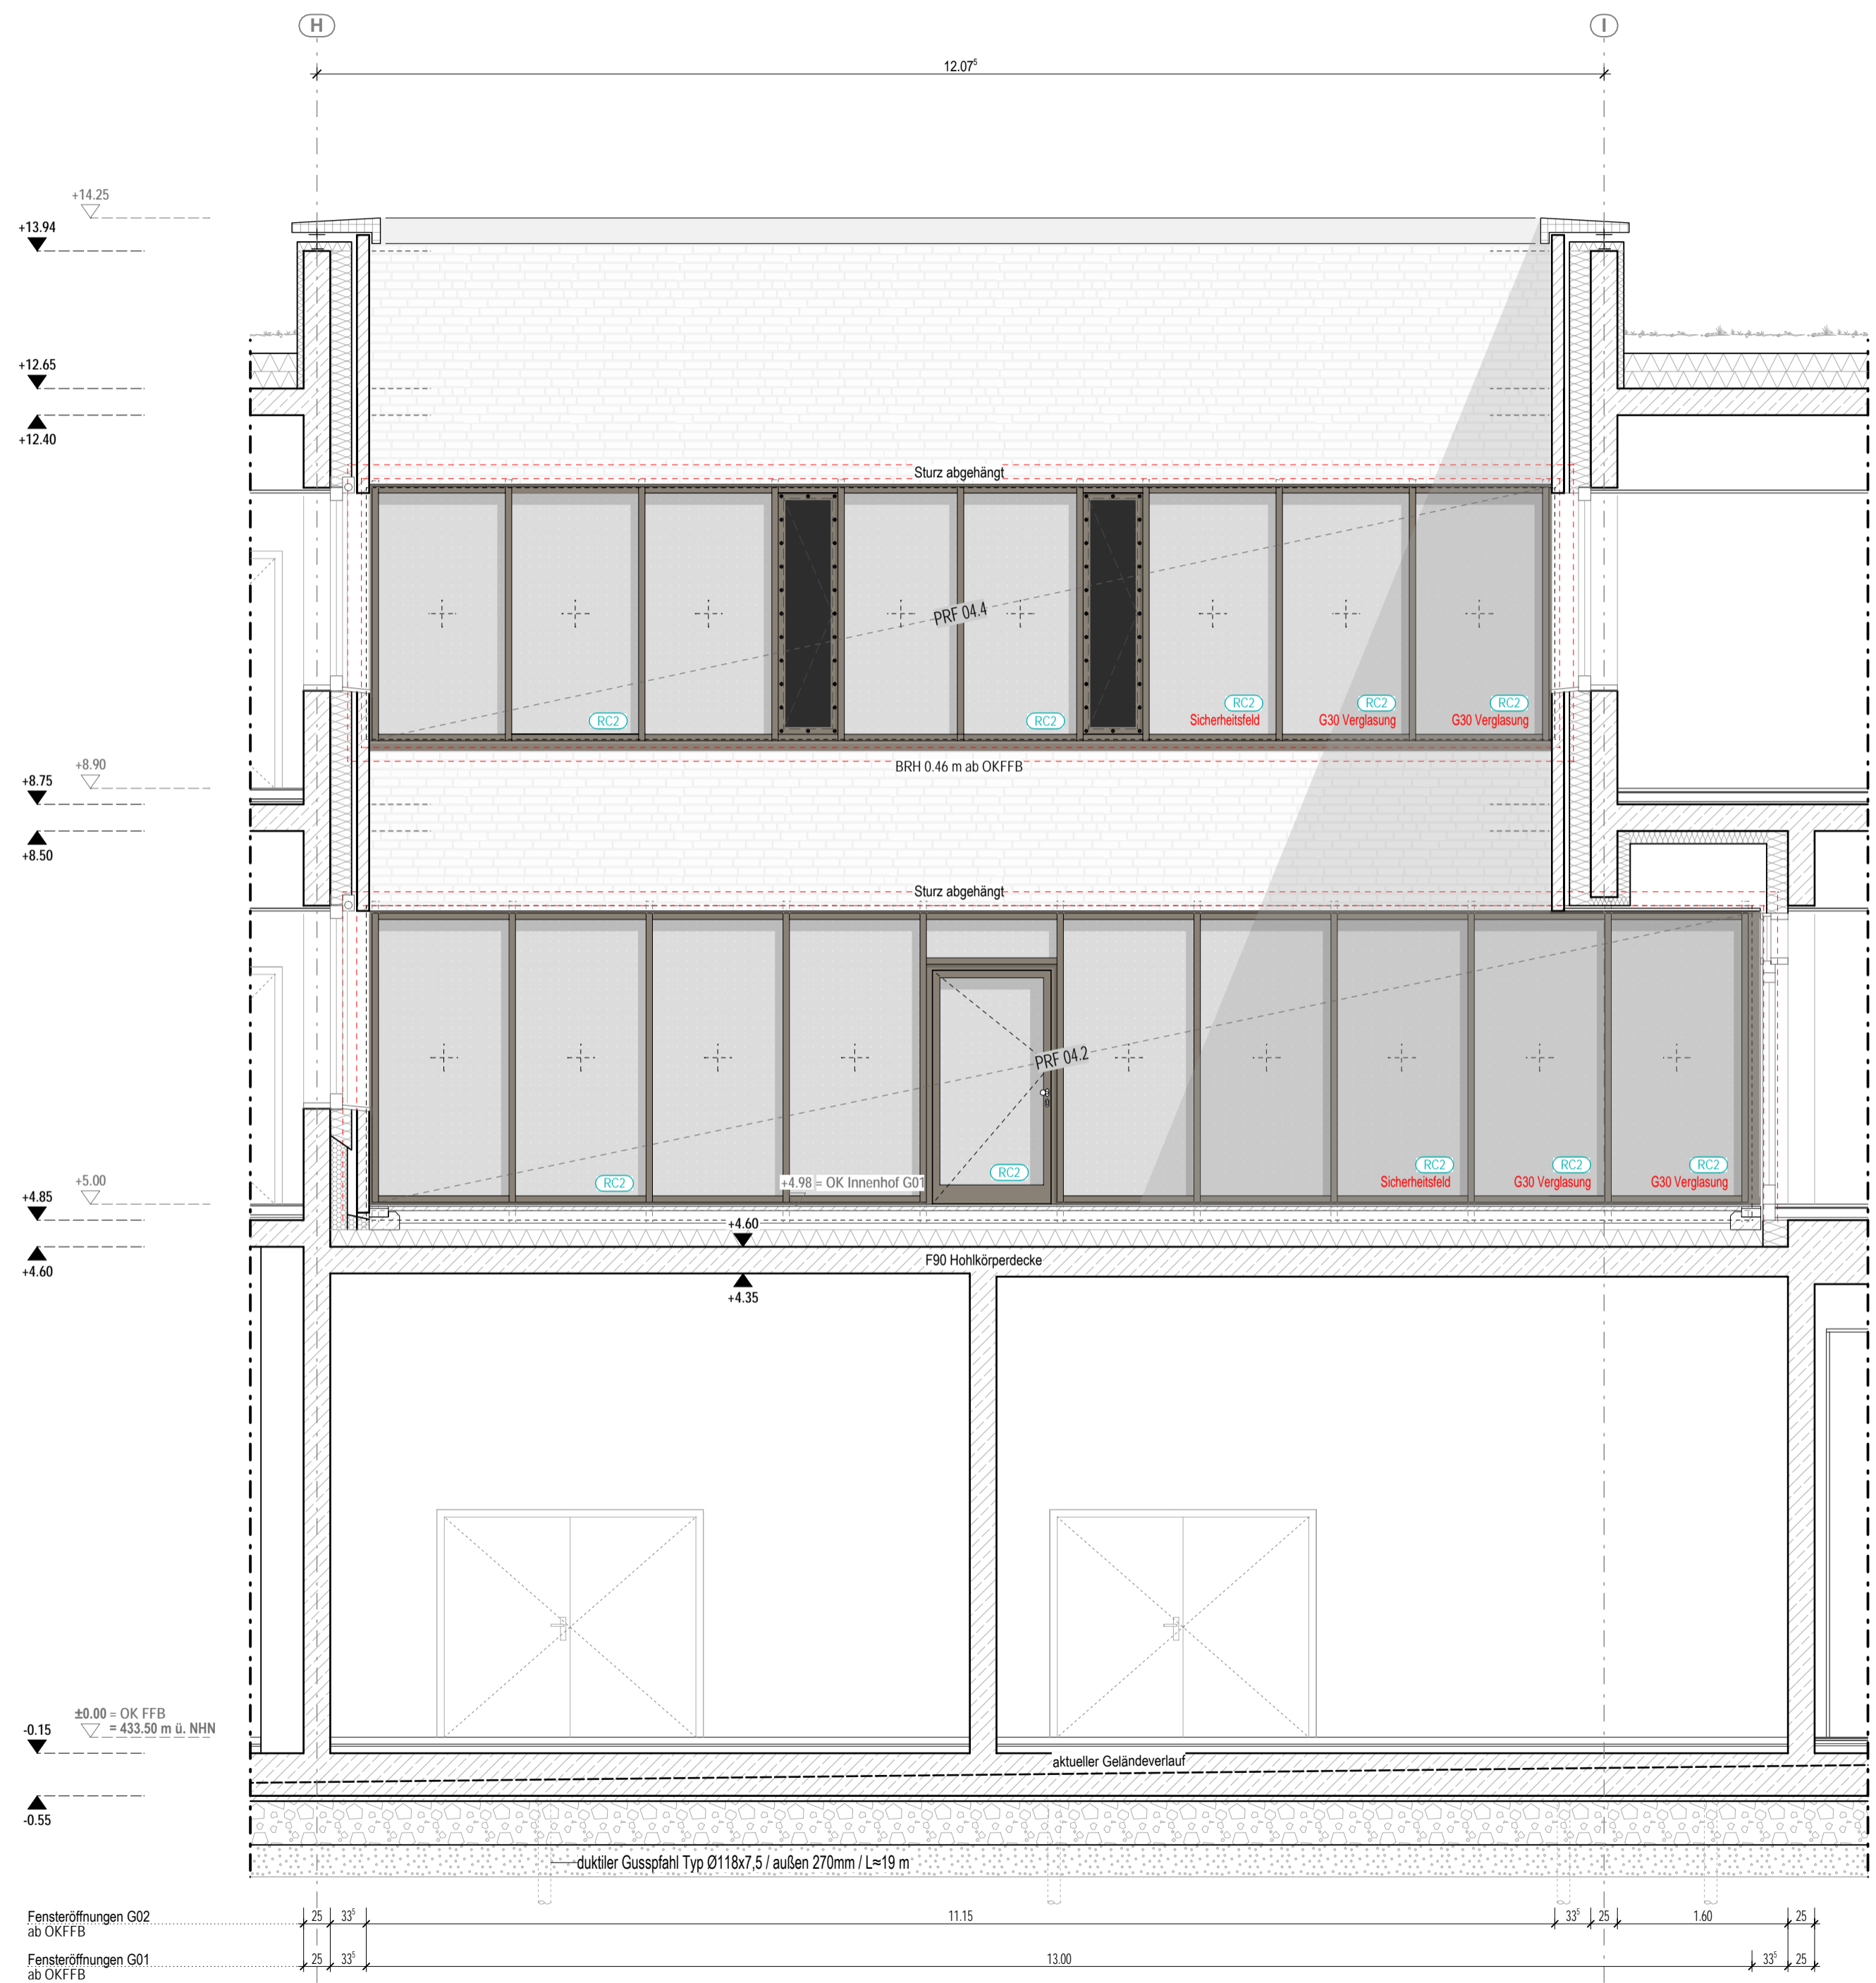 H
I
12.07⁵
+14.25
+13.94
+12.65
+12.40
Sturz abgehängt
PRF 04.4
RC2
RC2
RC2
RC2
RC2
Sicherheitsfeld
G30 Verglasung
G30 Verglasung
BRH 0.46 m ab OKFFB
+8.90
+8.75
+8.50
Sturz abgehängt
PRF 04.2
RC2
RC2
RC2
RC2
RC2
Sicherheitsfeld
G30 Verglasung
G30 Verglasung
+4.98 = OK Innenhof G01
+5.00
+4.85
+4.60
+4.60
F90 Hohlkörperdecke
+4.35
±0.00 = OK FFB
= 433.50 m ü. NHN
-0.15
aktueller Geländeverlauf
-0.55
duktiler Gusspfahl Typ Ø118x7,5 / außen 270mm / L≈19 m
Fensteröffnungen G02
ab OKFFB
25 33⁵ 11.15 33⁵ 25 1.60 25
Fensteröffnungen G01
ab OKFFB
25 33⁵ 13.00 33⁵ 25